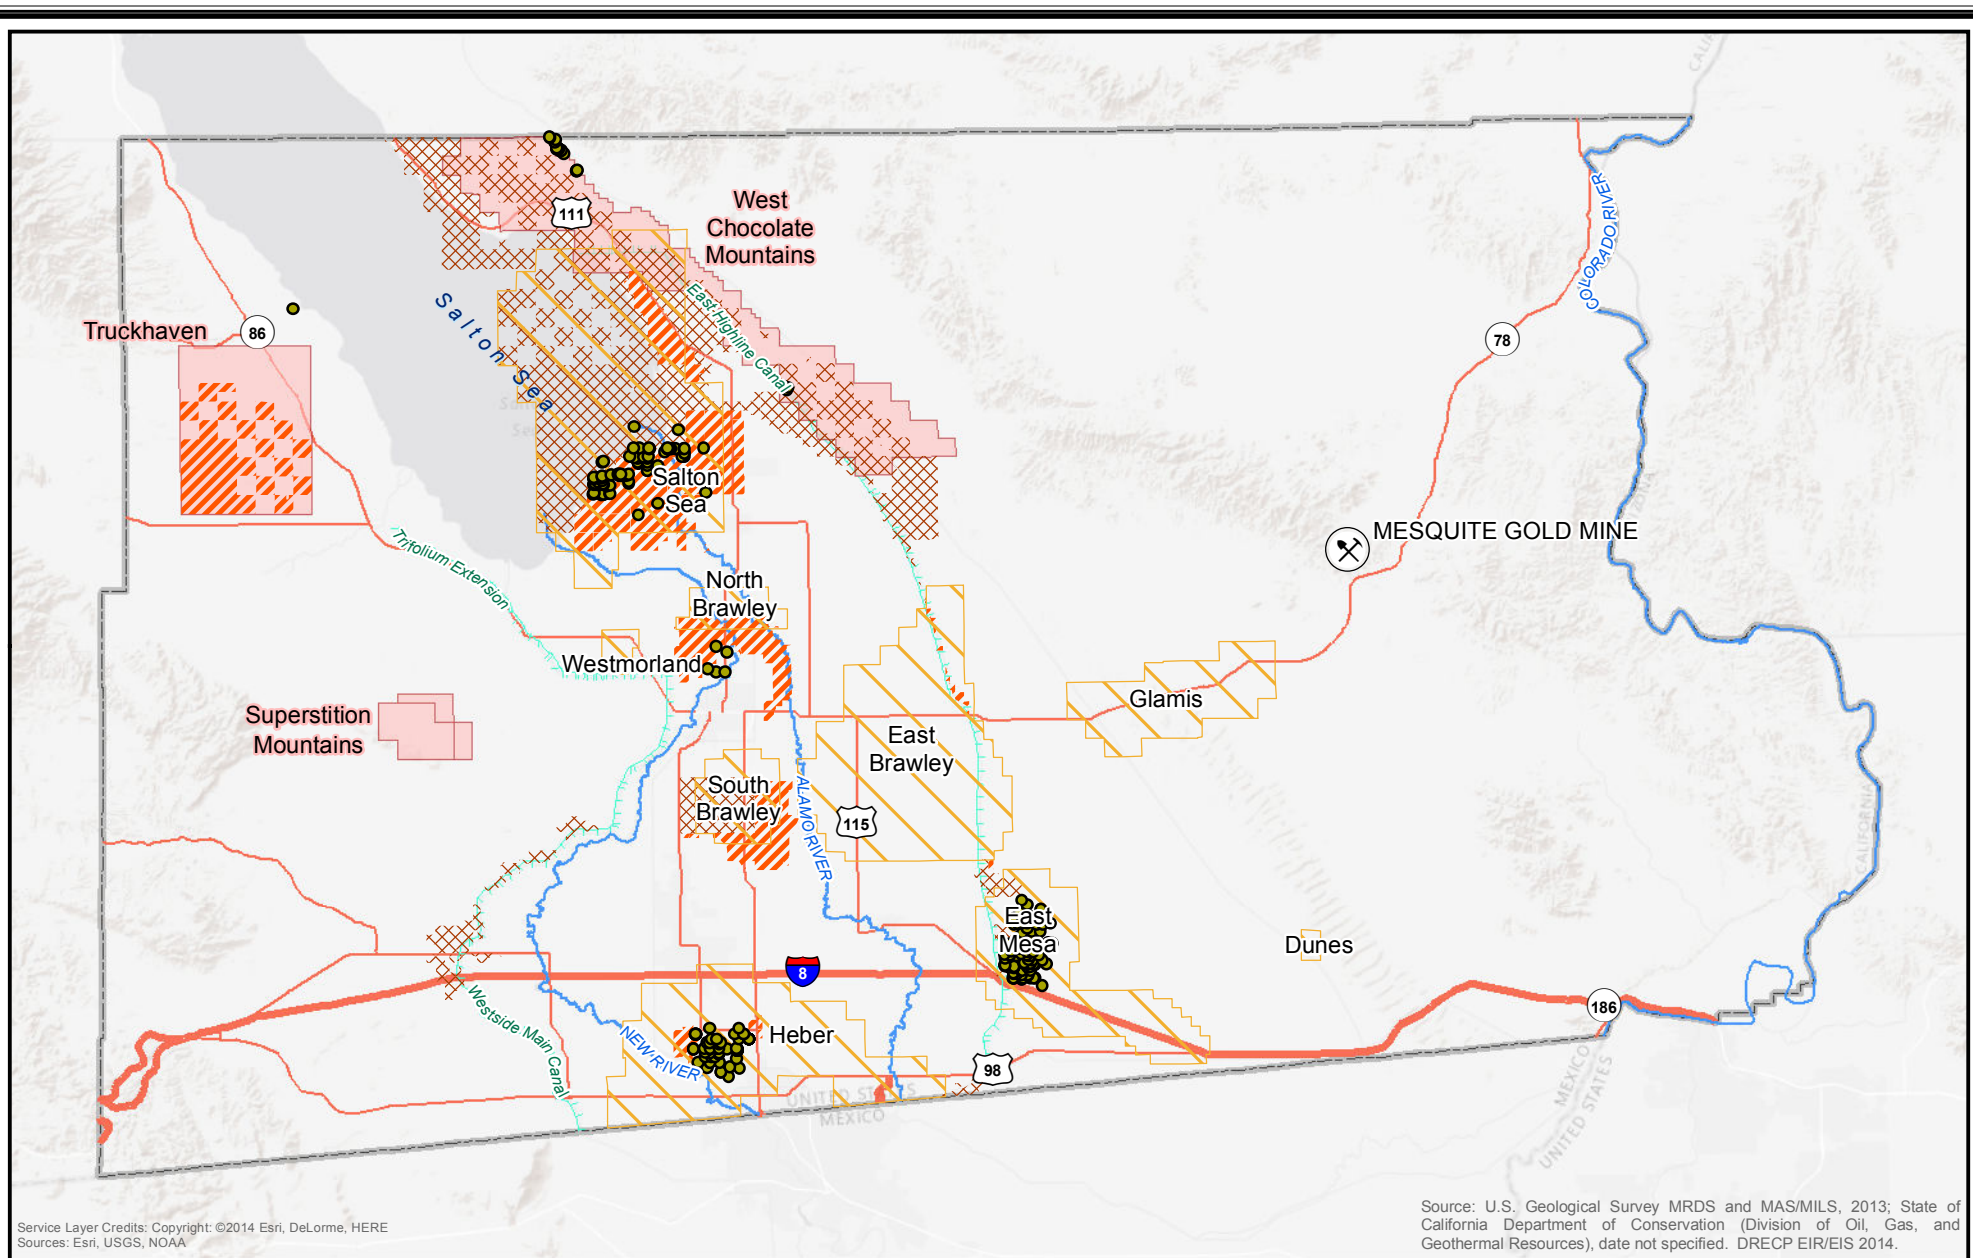 CALIF
West
Chocolate
Mountains
111
COLORADO RIVER
Salton Sea
East Highline Canal
Truckhaven
86
78
Salton
Sea
MESQUITE GOLD MINE
Trifolium Extension
North
Brawley
Westmorland
Glamis
Superstition
Mountains
East
Brawley
South
Brawley
ALAMO RIVER
115
CALIFORNIA
East
Mesa
Dunes
8
186
Westside Main Canal
NEW RIVER
Heber
98
UNITED STATES
MEXICO
MEXICO
UNITED STATES
Service Layer Credits: Copyright: ©2014 Esri, DeLorme, HERE
Sources: Esri, USGS, NOAA
Source: U.S. Geological Survey MRDS and MAS/MILS, 2013; State of
California Department of Conservation (Division of Oil, Gas, and
Geothermal Resources), date not specified. DRECP EIR/EIS 2014.